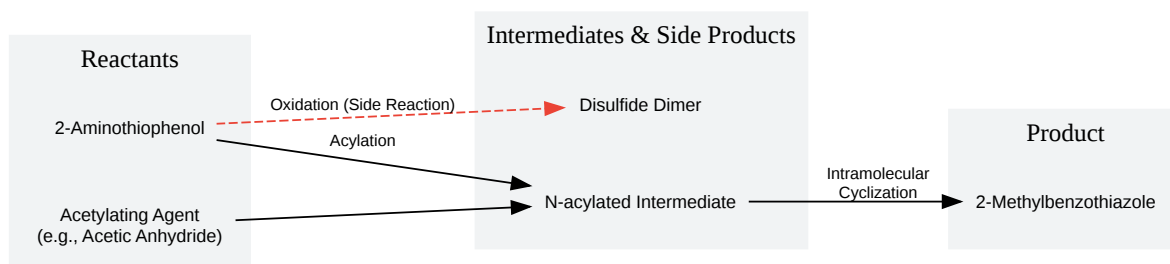 Reactants
2-Aminothiophenol
Acetylating Agent
(e.g., Acetic Anhydride)
Oxidation (Side Reaction)
Acylation
Intermediates & Side Products
Disulfide Dimer
N-acylated Intermediate
Intramolecular
Cyclization
Product
2-Methylbenzothiazole